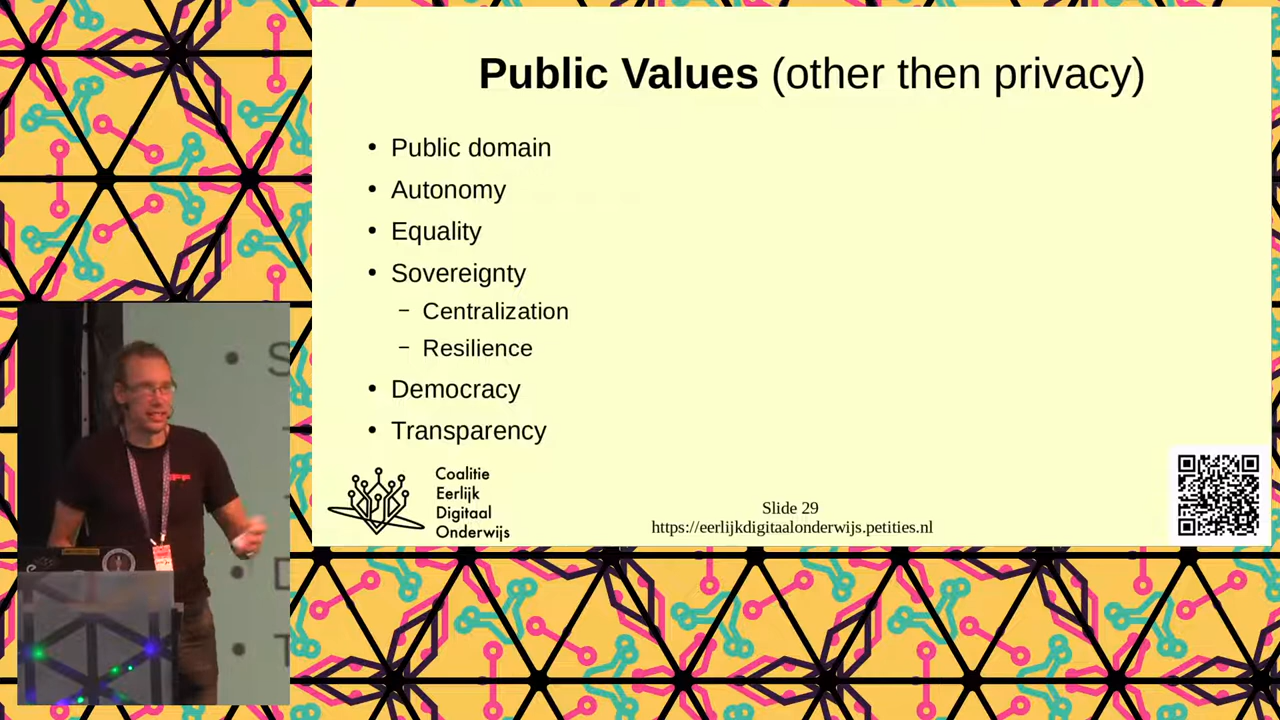 Public Values (other then privacy)
• Public domain
• Autonomy
• Equality
• Sovereignty
– Centralization
– Resilience
• Democracy
• Transparency
Coalitie
Eerlijk
Digitaal
Onderwijs
Slide 29
https://eerlijkdigitaalonderwijs.petities.nl